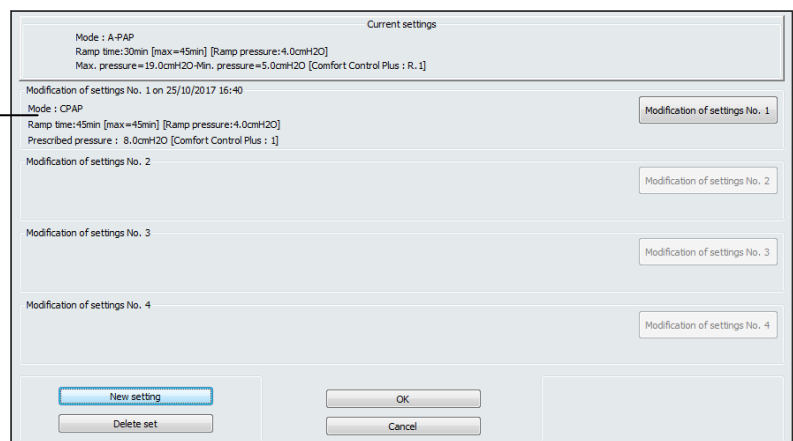 Current settings
Mode : A-PAP
Ramp time:30min [max=45min] [Ramp pressure:4.0cmH2O]
Max. pressure=19.0cmH2O-Min. pressure=5.0cmH2O [Comfort Control Plus : R.1]
Modification of settings No. 1 on 25/10/2017 16:40
Mode : CPAP
Modification of settings No. 1
Ramp time:45min [max=45min] [Ramp pressure:4.0cmH2O]
Prescribed pressure : 8.0cmH2O [Comfort Control Plus : 1]
Modification of settings No. 2
Modification of settings No. 2
Modification of settings No. 3
Modification of settings No. 3
Modification of settings No. 4
Modification of settings No. 4
New setting
OK
Delete set
Cancel